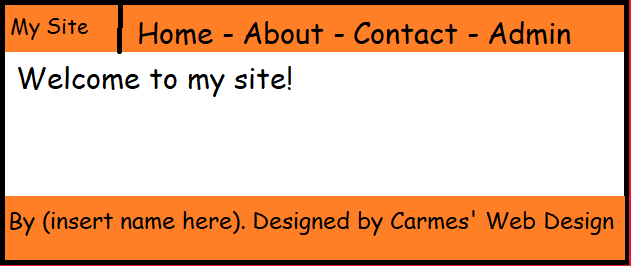 My Site
Home - About - Contact - Admin
Welcome to my site!
By (insert name here). Designed by Carmes' Web Design